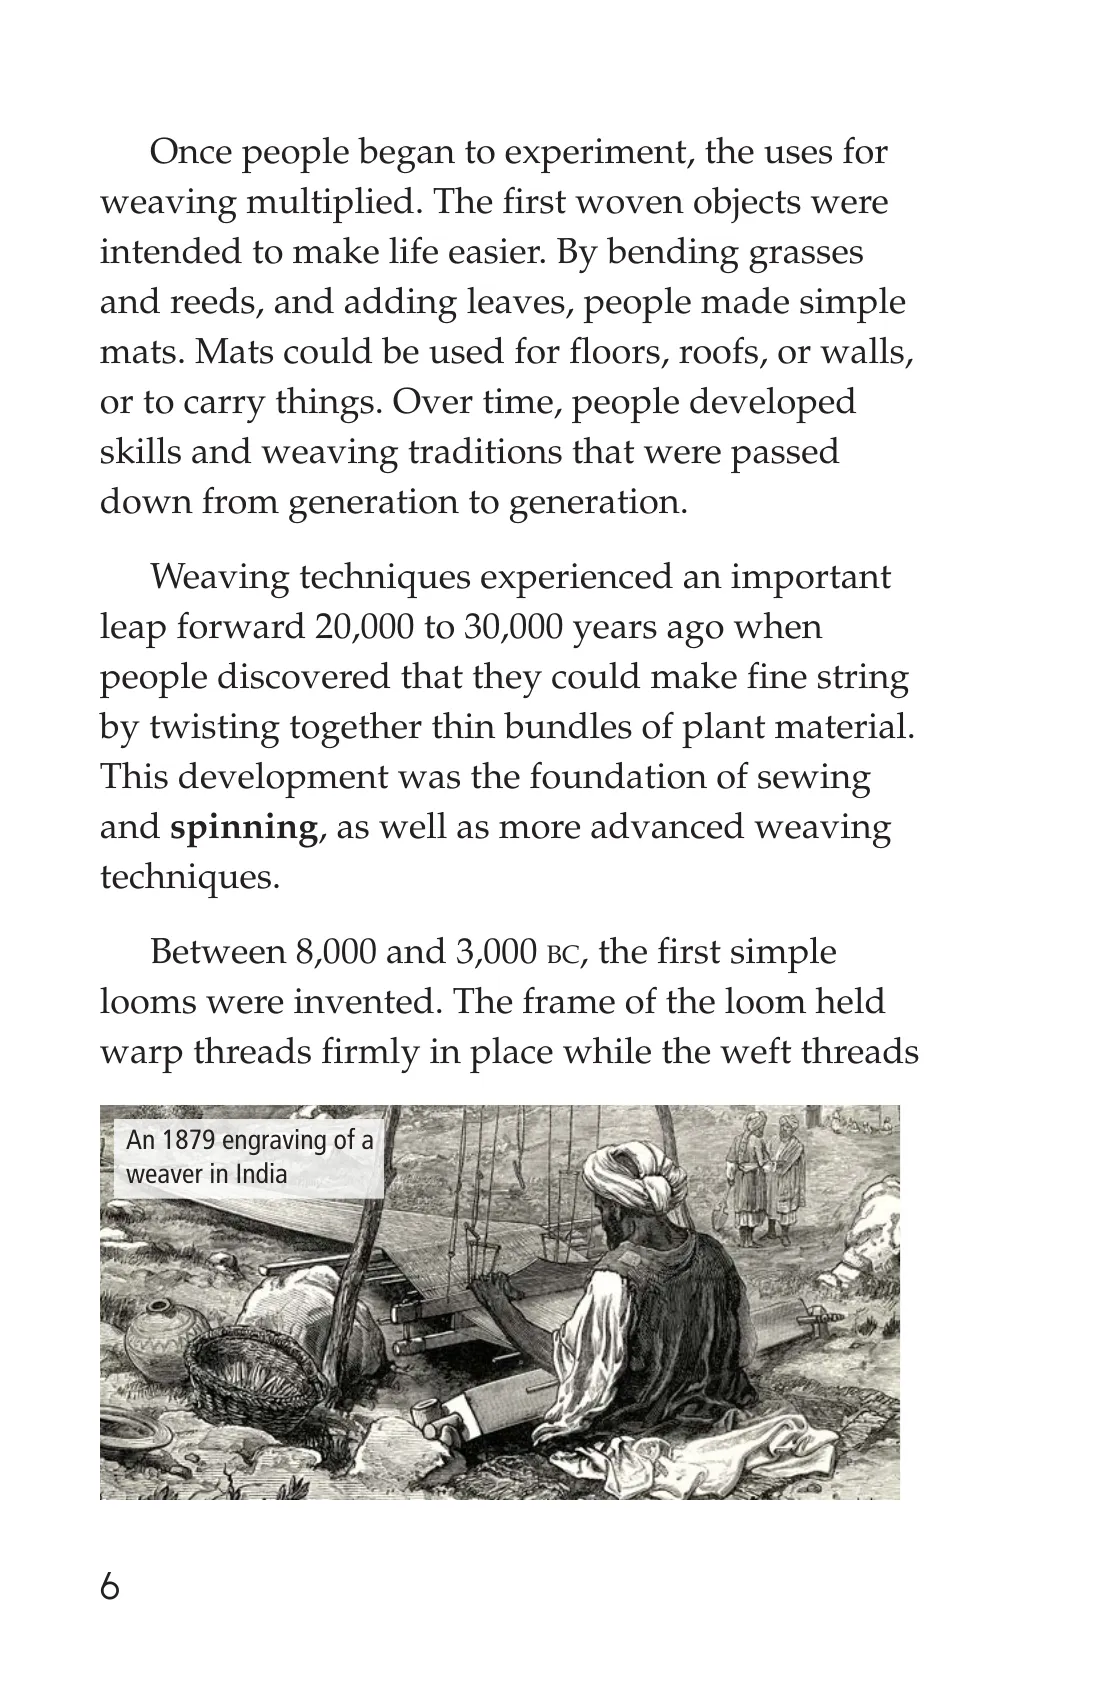 Once people began to experiment, the uses for
weaving multiplied. The first woven objects were
intended to make life easier. By bending grasses
and reeds, and adding leaves, people made simple
mats. Mats could be used for floors, roofs, or walls,
or to carry things. Over time, people developed
skills and weaving traditions that were passed
down from generation to generation.
Weaving techniques experienced an important
leap forward 20,000 to 30,000 years ago when
people discovered that they could make fine string
by twisting together thin bundles of plant material.
This development was the foundation of sewing
and spinning, as well as more advanced weaving
techniques.
Between 8,000 and 3,000 BC, the first simple
looms were invented. The frame of the loom held
warp threads firmly in place while the weft threads
An 1879 engraving of a
weaver in India
6